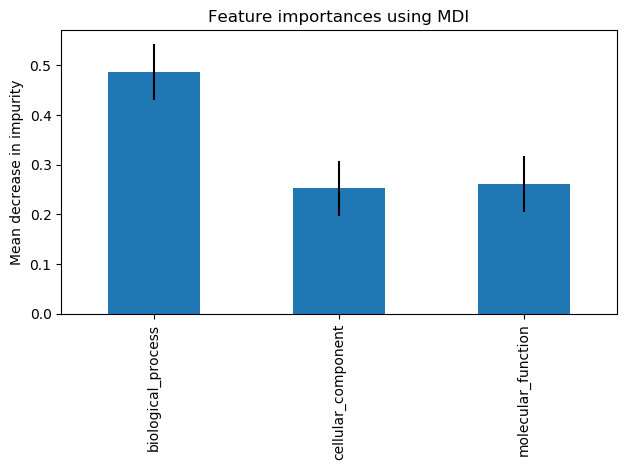 Feature importances using MDI
Mean decrease in impurity
0.5
0.4
0.3
0.2
0.1
0.0
biological_process
cellular_component
molecular_function